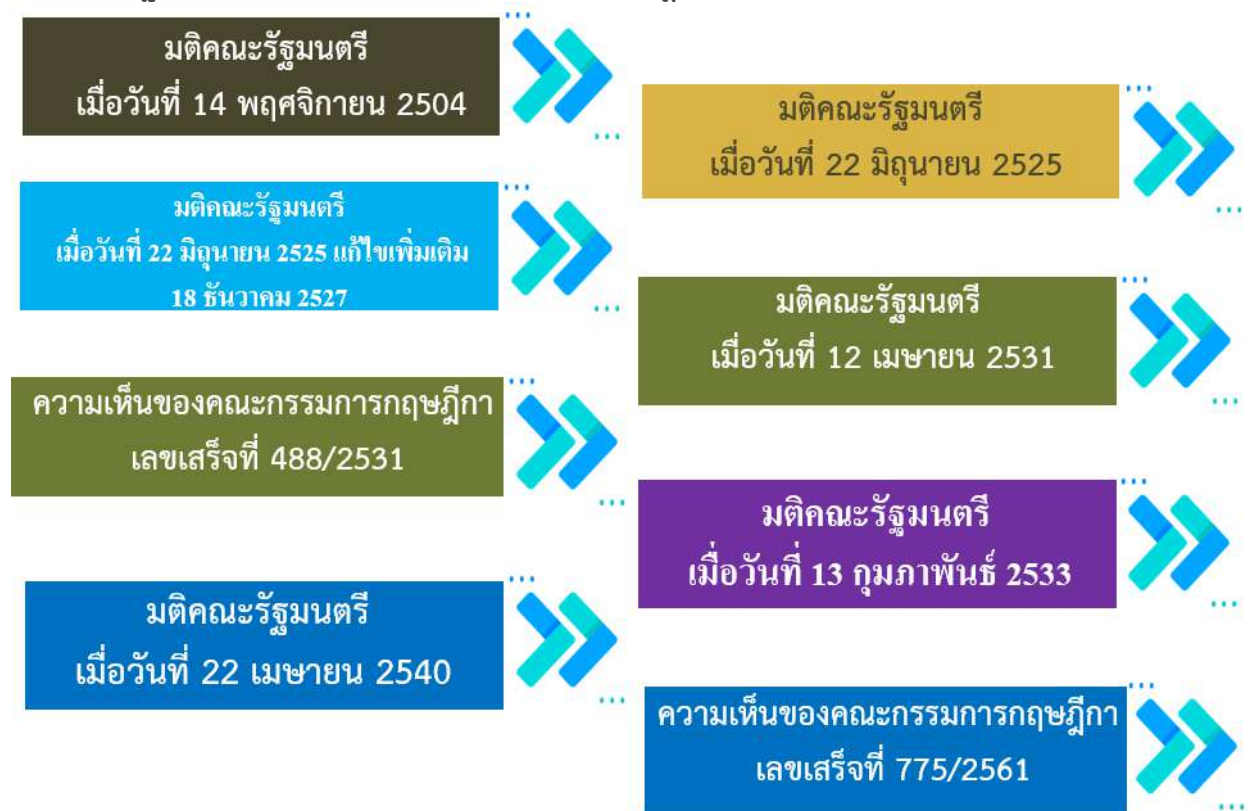 มติคณะรัฐมนตรี
เมื่อวันที่ 14 พฤศจิกายน 2504
มติคณะรัฐมนตรี
เมื่อวันที่ 22 มิถุนายน 2525
มติคณะรัฐมนตรี
เมื่อวันที่ 22 มิถุนายน 2525 แก้ไขเพิ่มเติม
18 ธันวาคม 2527
มติคณะรัฐมนตรี
เมื่อวันที่ 12 เมษายน 2531
ความเห็นของคณะกรรมการกฤษฎีกา
เลขเสร็จที่ 488/2531
มติคณะรัฐมนตรี
เมื่อวันที่ 13 กุมภาพันธ์ 2533
มติคณะรัฐมนตรี
เมื่อวันที่ 22 เมษายน 2540
ความเห็นของคณะกรรมการกฤษฎีกา
เลขเสร็จที่ 775/2561